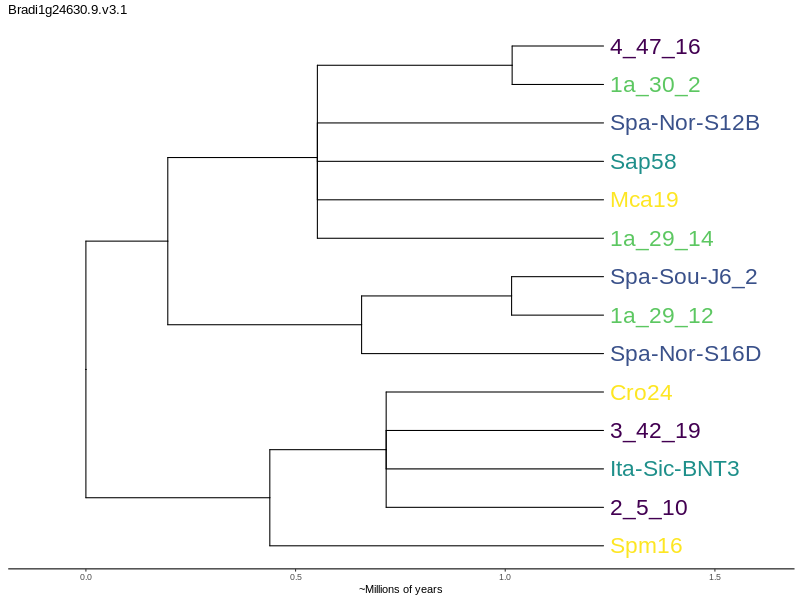 Bradi1g24630.9.v3.1
4_47_16
1a_30_2
Spa-Nor-S12B
Sap58
Mca19
1a_29_14
Spa-Sou-J6_2
1a_29_12
Spa-Nor-S16D
Cro24
3_42_19
Ita-Sic-BNT3
2_5_10
Spm16
0.0 0.5 1.0 1.5
~Millions of years